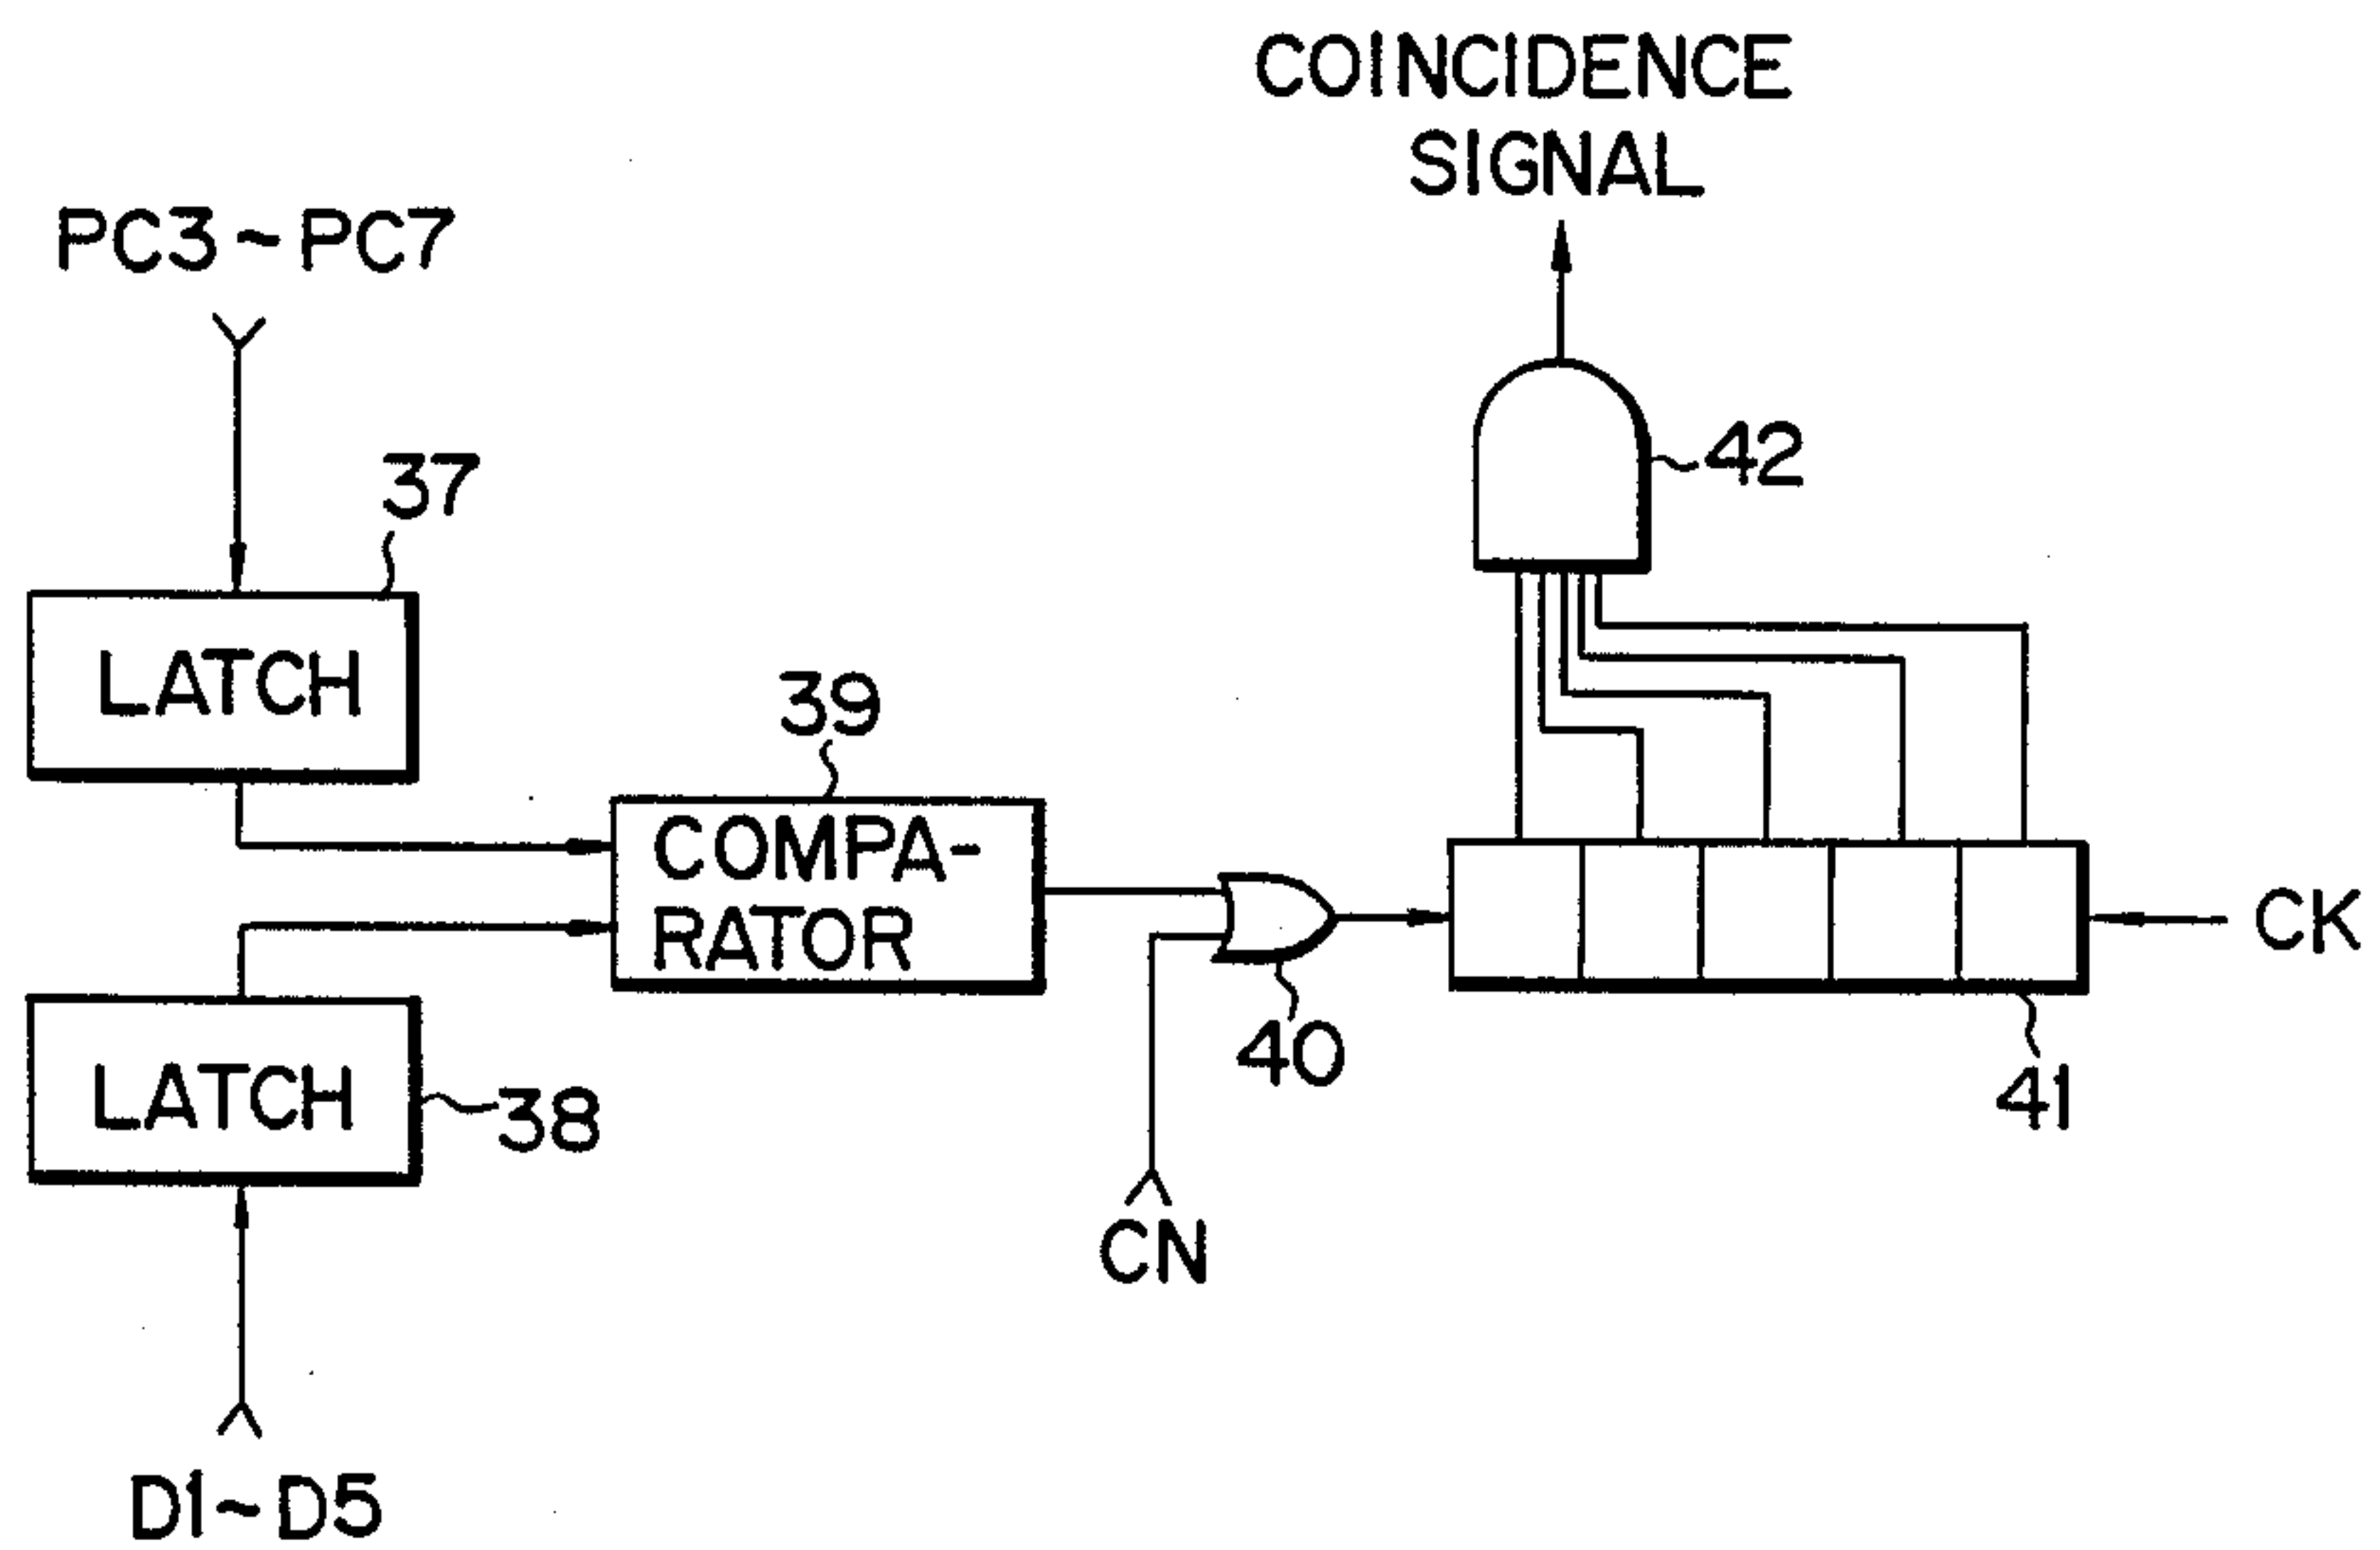 COINCIDENCE
SIGNAL
PC3~PC7
42
37
LATCH
39
COMPA-
RATOR
CK
40
41
LATCH
38
CN
D1~D5